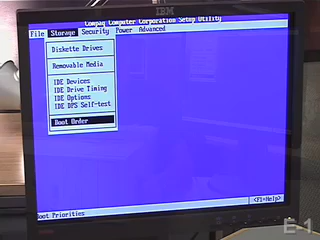 IBM
Compaq Computer Corporation Setup Utility
File Storage Security Power Advanced
Diskette Drives
Removable Media
IDE Devices
IDE Drive Timing
IDE Options
IDE DPS Self-test
Boot Order
<F1=Help>
Boot Priorities
E-1